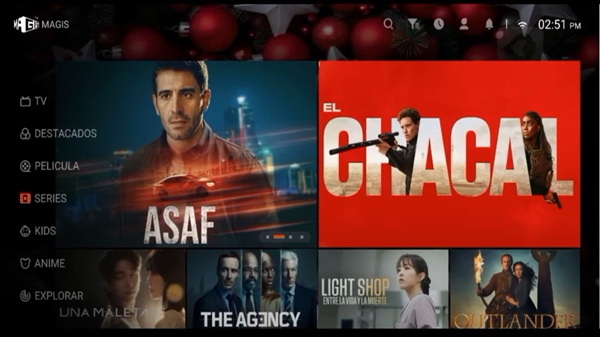 MAGIS MAGIS
02:51 PM
TV
DESTACADOS
PELICULA
SERIES
KIDS
ANIME
EXPLORAR
ASAF
EL
CHACAL
UNA MALETA
THE AGENCY
LIGHT SHOP
ENTRE LA VIDA Y LA MUERTE
OUTLANDER